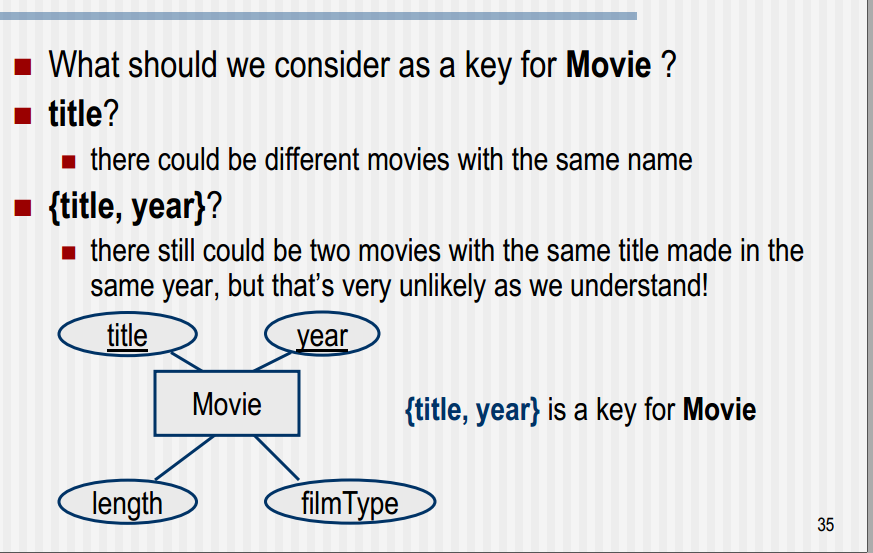 What should we consider as a key for Movie ?
title?
there could be different movies with the same name
{title, year}?
there still could be two movies with the same title made in the
same year, but that’s very unlikely as we understand!
title
year
Movie
{title, year} is a key for Movie
length
filmType
35